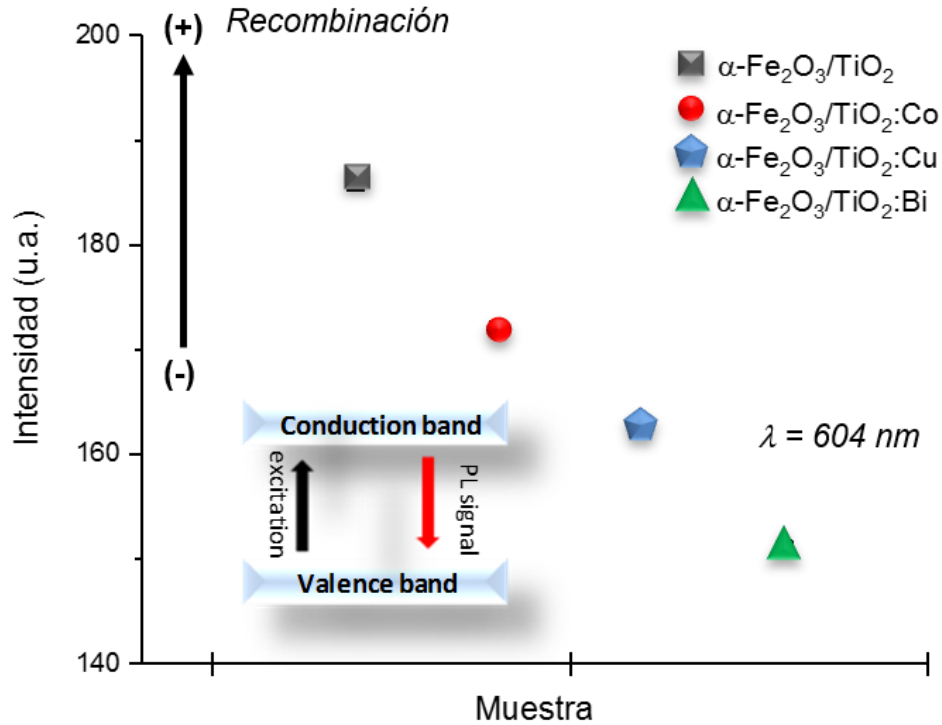 200
(+)
Recombinación
α-Fe₂O₃/TiO₂
α-Fe₂O₃/TiO₂:Co
α-Fe₂O₃/TiO₂:Cu
α-Fe₂O₃/TiO₂:Bi
180
Intensidad (u.a.)
(-)
Conduction band
160
λ = 604 nm
excitation
PL signal
Valence band
140
Muestra